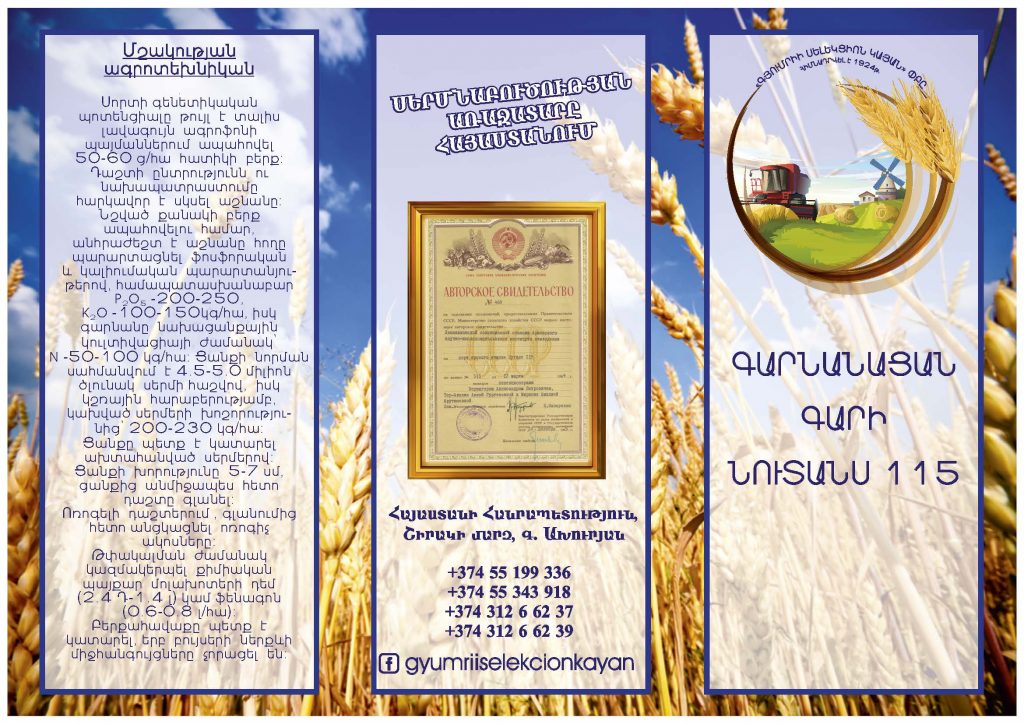 Մշակության
ագրոտեխնիկան
Սորտի գենետիկական
պոտենցիալը թույլ է տալիս
լավագույն ագրոֆոնի
պայմաններում ապահովել
50-60 ց/հա հատիկի բերք:
Դաշտի ընտրությունն ու
նախապատրաստումը
հարկավոր է սկսել աշնանը:
Նշված քանակի բերք
ապահովելու համար,
անհրաժեշտ է աշնանը հողը
պարարտացնել ֆոսֆորական
և կալիումական պարարտանյու-
թերով, համապատասխանաբար
P₂O₅ -200-250,
K₂O -100-150կգ/հա, իսկ
գարնանը նախացանքային
կուլտիվացիայի ժամանակ՝
N -50-100 կգ/հա: Ցանքի նորման
սահմանվում է 4.5-5.0 միլիոն
ծլունակ սերմի հաշվով, իսկ
կշռային հարաբերությամբ,
կախված սերմերի խոշորությու-
նից՝ 200-230 կգ/հա:
Ցանքը պետք է կատարել
ախտահանված սերմերով:
Ցանքի խորությունը 5-7 սմ,
ցանքից անմիջապես հետո
դաշտը գլանել:
Ոռոգելի դաշտերում, գլանումից
հետո անցկացնել ոռոգիչ
ակոսները:
Թփակալման ժամանակ
կազմակերպել քիմիական
պայքար մոլախոտերի դեմ
(2.4 Դ-1,4 լ) կամ ֆենագոն
(0.6-0.8 լ/հա):
Բերքահավաքը պետք է
կատարել, երբ բույսերի ներքևի
միջհանգույցները չորացել են:
ՍԵՐՄՆԱԲՈՒԾՈՒԹՅԱՆ
ԱՌԱՋԱՏԱՐԸ
ՀԱՅԱՍՏԱՆՈՒՄ
АВТОРСКОЕ СВИДЕТЕЛЬСТВО
Հայաստանի Հանրապետություն,
Շիրակի մարզ, գ. Ախուրյան
+374 55 199 336
+374 55 343 918
+374 312 6 62 37
+374 312 6 62 39
gyumriiselekcionkayan
«ԳՅՈՒՄՐԻԻ ՍԵԼԵԿՑԻՈՆ ԿԱՅԱՆ» ՓԲԸ
ՀԻՄՆԱԴՐՎԵԼ Է 1924Թ.
ԳԱՐՆԱՆԱՑԱՆ
ԳԱՐԻ
ՆՈՒՏԱՆՍ 115